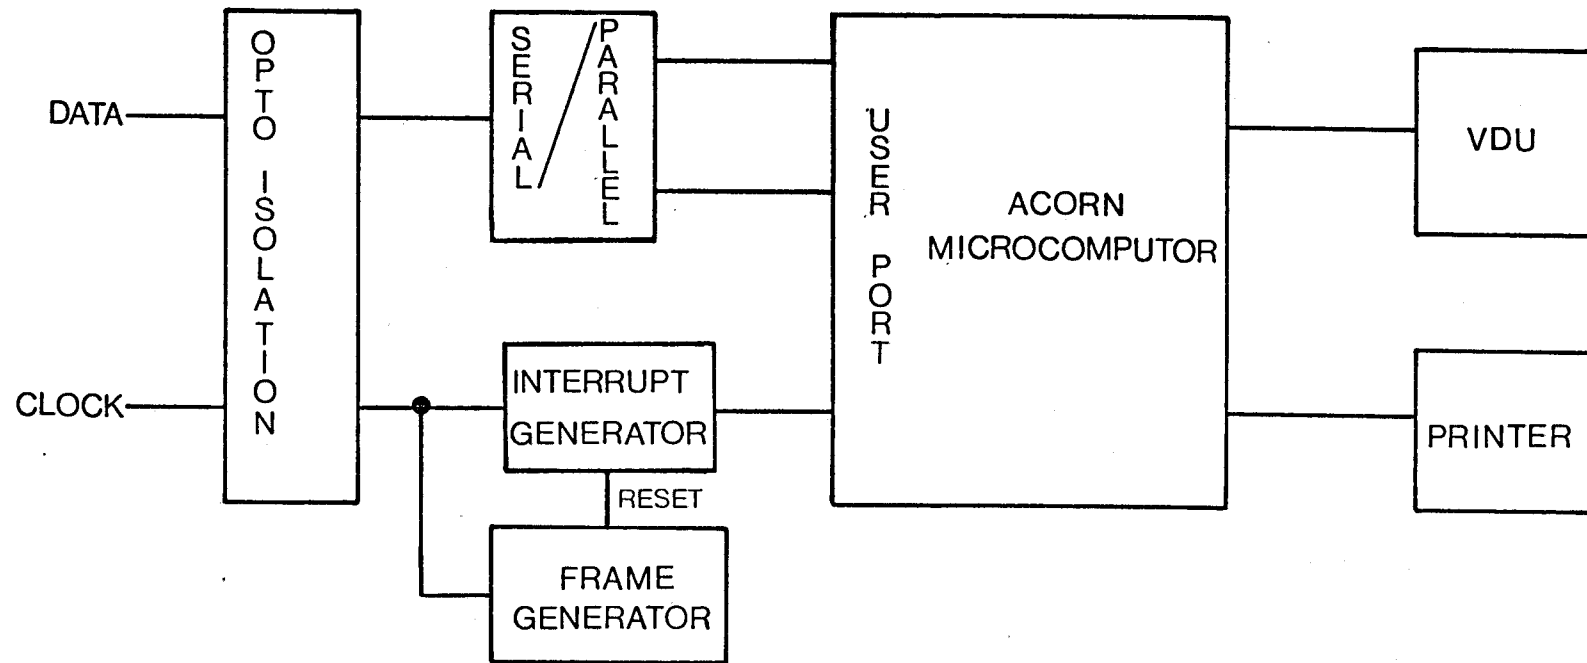 DATA
CLOCK
OPTO ISOLATION
SERIAL / PARALLEL
INTERRUPT
GENERATOR
RESET
FRAME
GENERATOR
USER PORT
ACORN
MICROCOMPUTOR
VDU
PRINTER